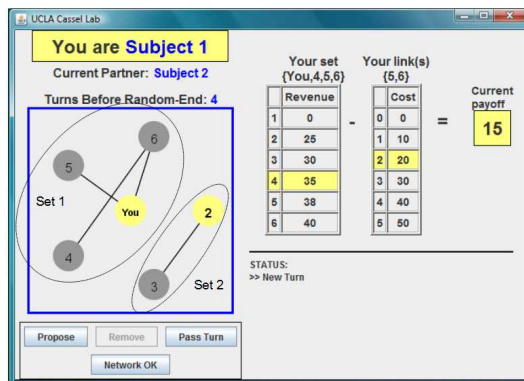 UCLA Cassel Lab
You are Subject 1
Current Partner: Subject 2
Turns Before Random-End: 4
6
5
Set 1
You
2
4
3
Set 2
Propose
Remove
Pass Turn
Network OK
Your set
{You,4,5,6}
Revenue
1 0
2 25
3 30
4 35
5 38
6 40
-
Your link(s)
{5,6}
Cost
0 0
1 10
2 20
3 30
4 40
5 50
=
Current
payoff
15
STATUS:
>> New Turn